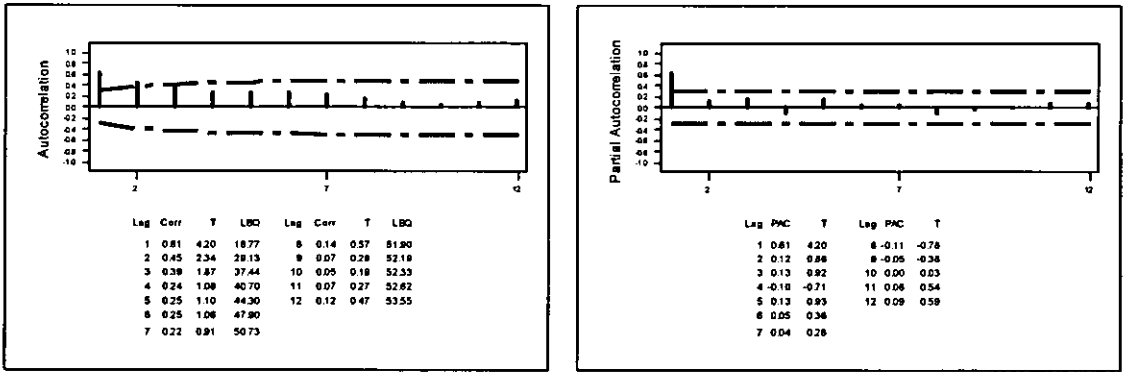 Autocorrelation
1.0
0.8
0.6
0.4
0.2
0.0
-0.2
-0.4
-0.6
-0.8
-1.0
2 7 12
Lag Corr T LBQ Lag Corr T LBQ
1 0.61 4.20 18.77 8 0.14 0.57 51.90
2 0.45 2.34 29.13 9 0.07 0.28 52.19
3 0.39 1.87 37.44 10 0.05 0.19 52.33
4 0.24 1.08 40.70 11 0.07 0.27 52.62
5 0.25 1.10 44.30 12 0.12 0.47 53.55
6 0.25 1.06 47.90
7 0.22 0.91 50.73
Partial Autocorrelation
1.0
0.8
0.6
0.4
0.2
0.0
-0.2
-0.4
-0.6
-0.8
-1.0
2 7 12
Lag PAC T Lag PAC T
1 0.61 4.20 8 -0.11 -0.78
2 0.12 0.86 9 -0.05 -0.38
3 0.13 0.92 10 0.00 0.03
4 -0.10 -0.71 11 0.08 0.54
5 0.13 0.93 12 0.09 0.59
6 0.05 0.36
7 0.04 0.28